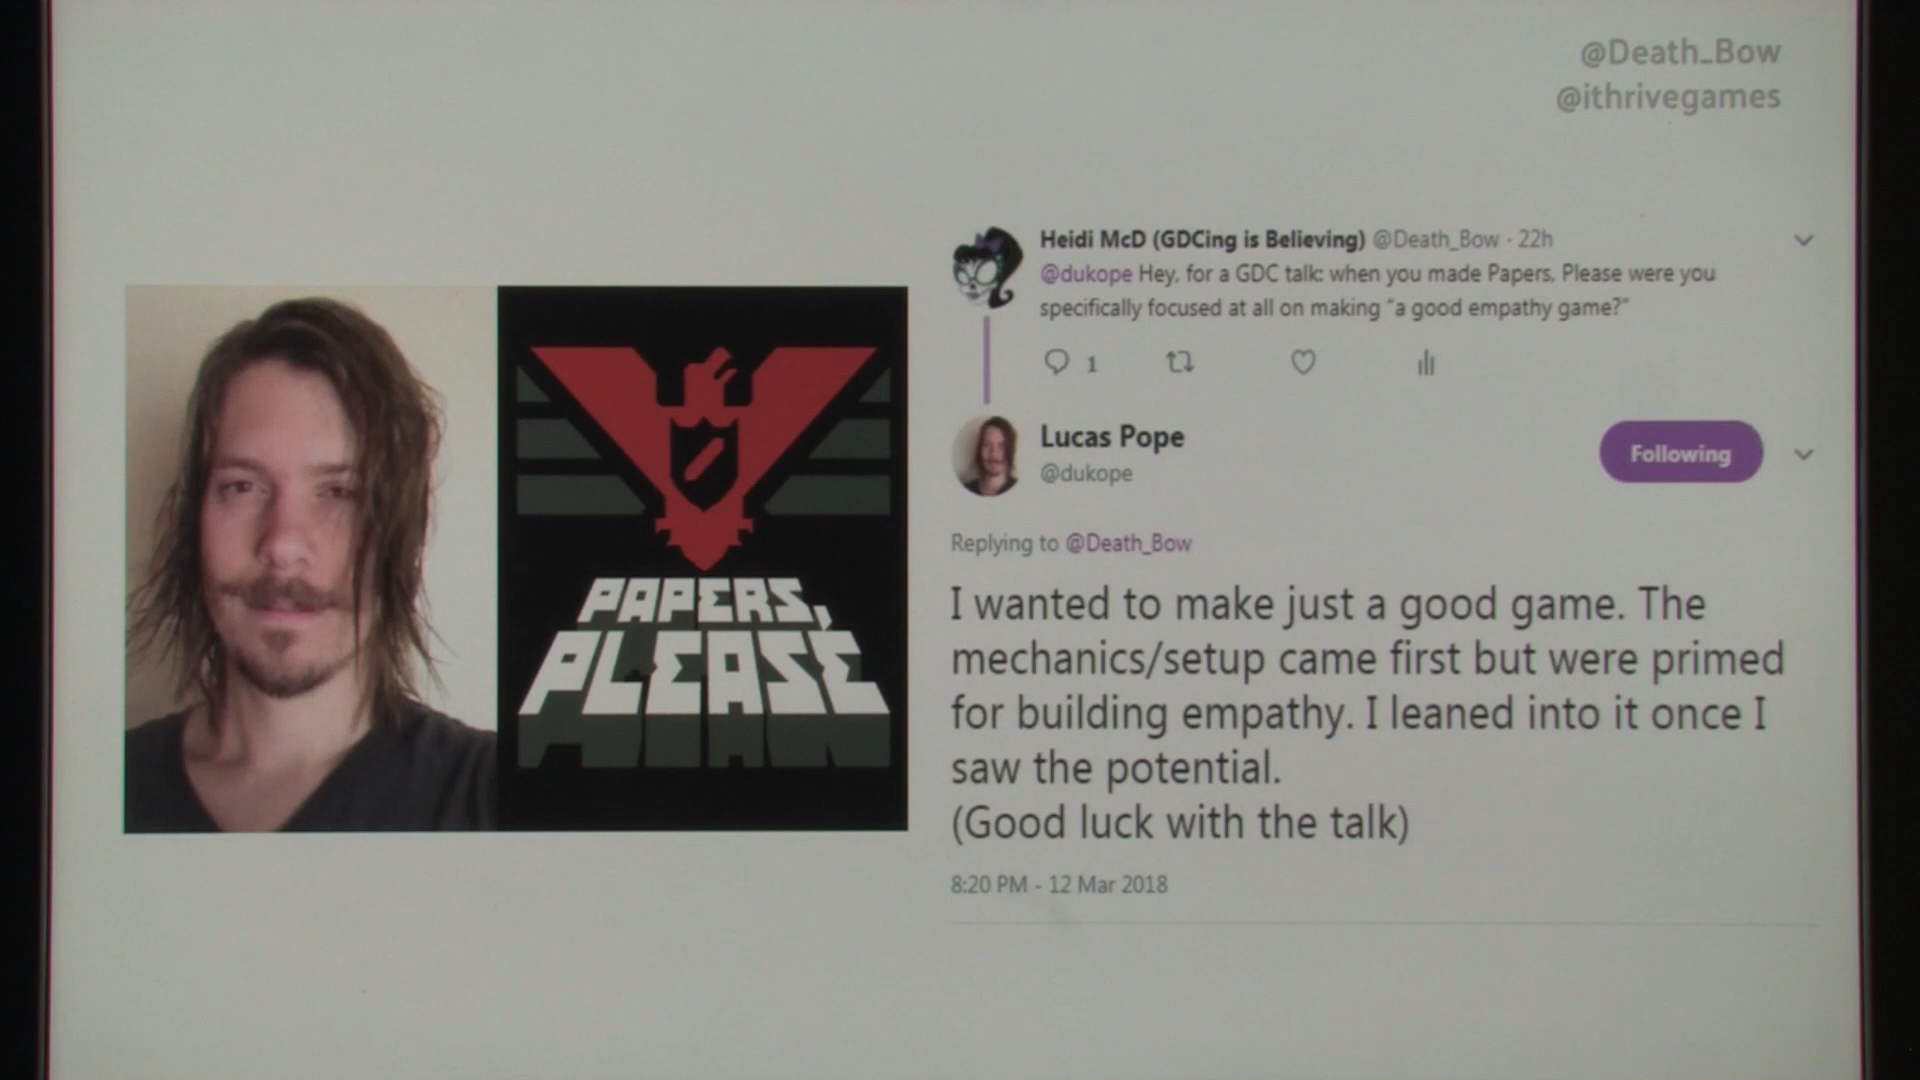 @Death_Bow
@ithrivegames
Heidi McD (GDCing is Believing) @Death_Bow · 22h
@dukope Hey, for a GDC talk: when you made Papers, Please were you
specifically focused at all on making “a good empathy game?”
1
Lucas Pope
@dukope
Following
Replying to @Death_Bow
I wanted to make just a good game. The
mechanics/setup came first but were primed
for building empathy. I leaned into it once I
saw the potential.
(Good luck with the talk)
8:20 PM - 12 Mar 2018
PAPERS,
PLEASE